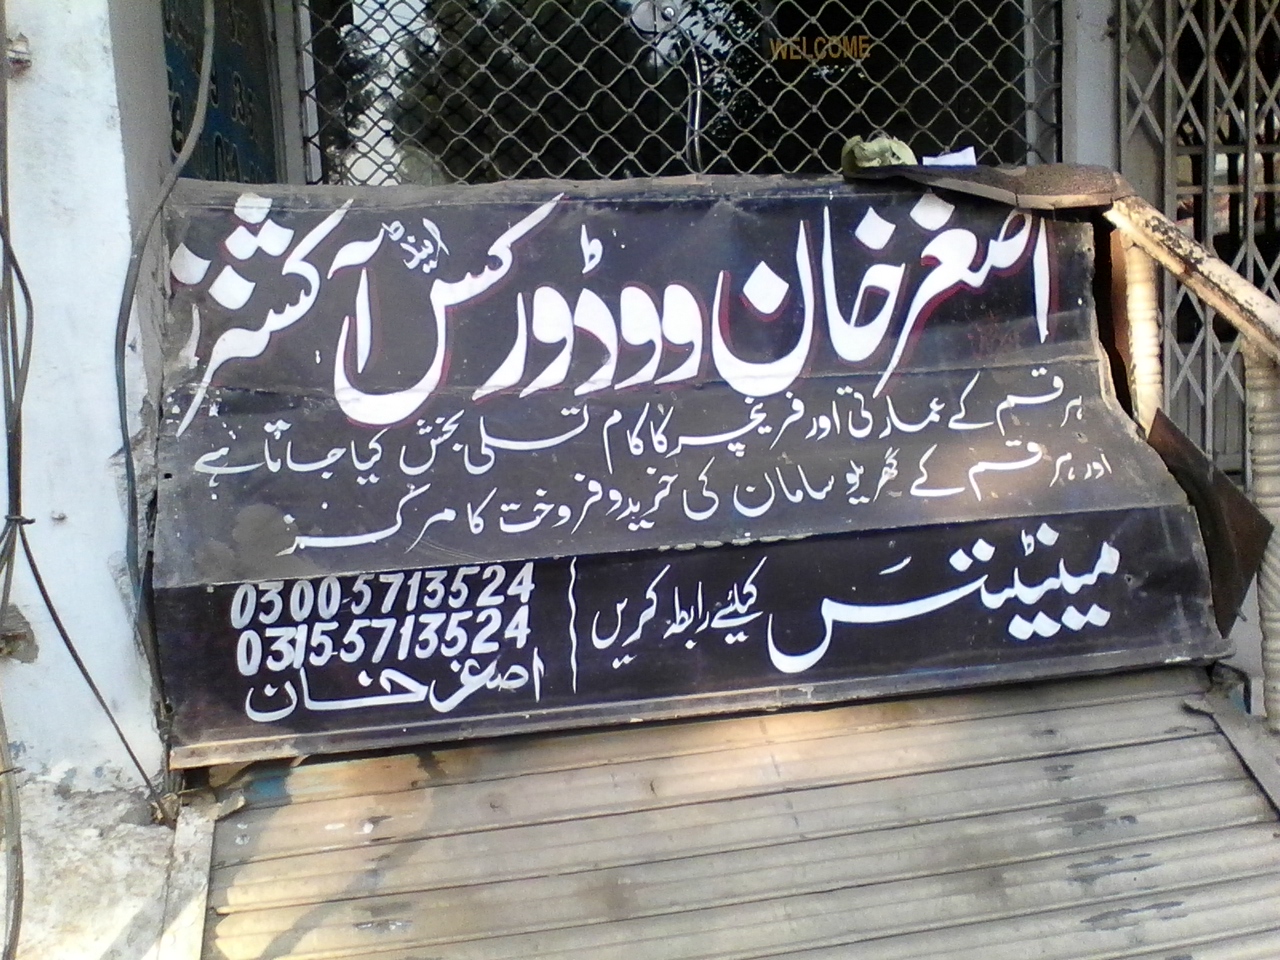 WELCOME
اصغر خان ووڈ ورکس اینڈ آکشنرز
ہر قسم کے عمارتی اور فرنیچر کا کام تسلی بخش کیا جاتا ہے
اور ہر قسم کے گھریلو سامان کی خرید و فروخت کا مرکز
مینٹیننس کیلئے رابطہ کریں
0300-5713524
0315-5713524
اصغر خان